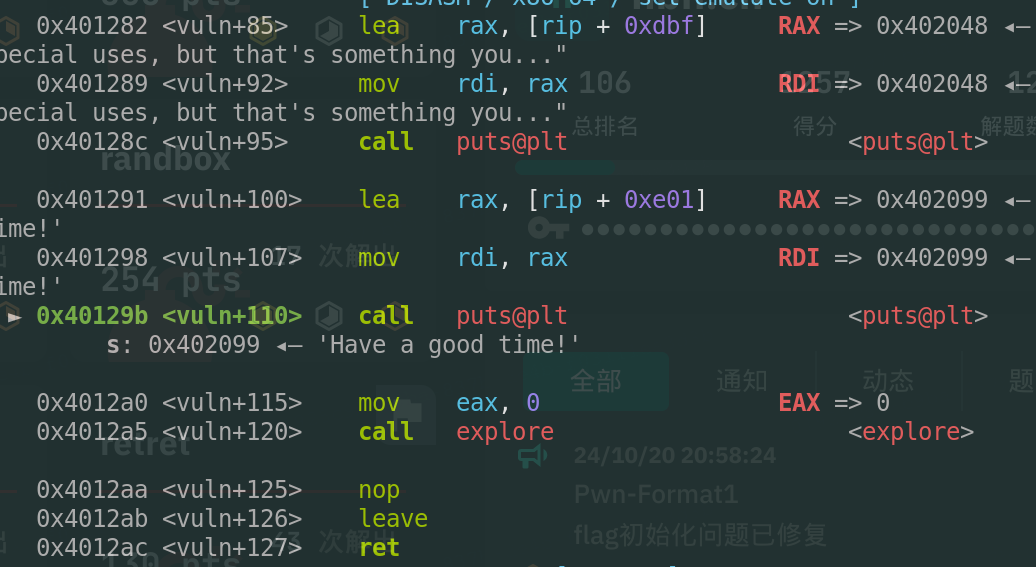 [ DISASM / x86-64 / set emulate on ]
0x401282 <vuln+85> lea rax, [rip + 0xdbf] RAX => 0x402048 ◂—
pecial uses, but that's something you..."
0x401289 <vuln+92> mov rdi, rax RDI => 0x402048 ◂—
pecial uses, but that's something you..."
0x40128c <vuln+95> call puts@plt <puts@plt>
0x401291 <vuln+100> lea rax, [rip + 0xe01] RAX => 0x402099 ◂—
ime!'
0x401298 <vuln+107> mov rdi, rax RDI => 0x402099 ◂—
ime!'
► 0x40129b <vuln+110> call puts@plt <puts@plt>
s: 0x402099 ◂— 'Have a good time!'
0x4012a0 <vuln+115> mov eax, 0 EAX => 0
0x4012a5 <vuln+120> call explore <explore>
0x4012aa <vuln+125> nop
0x4012ab <vuln+126> leave
0x4012ac <vuln+127> ret
106
总排名
得分
解题数
randbox
次解出
254 pts
全部
通知
动态
题
retret
24/10/20 20:58:24
Pwn-Format1
flag初始化问题已修复
次解出
130 pts